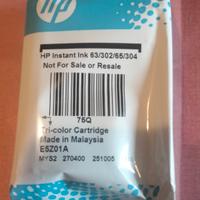 hp
HP Instant Ink 63/302/65/304
Not For Sale or Resale
75Q
Tri-color Cartridge
Made in Malaysia
E5Z01A
MYS2 270400 251005